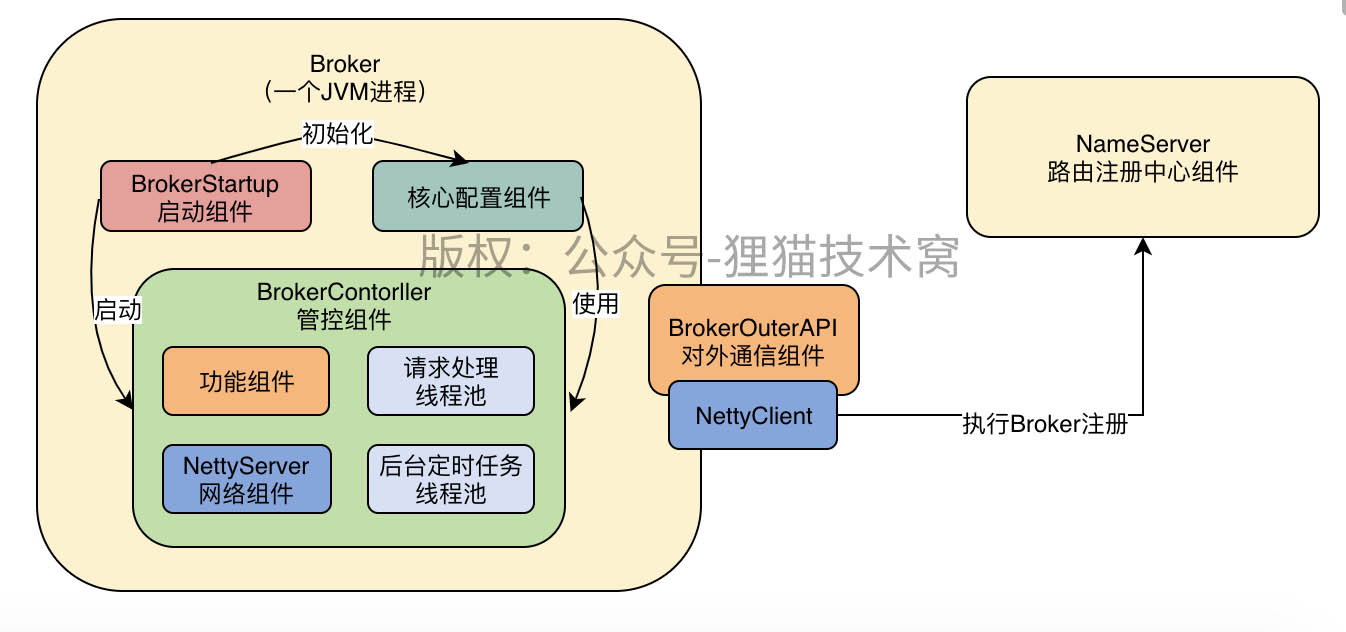 Broker
（一个JVM进程）
初始化
BrokerStartup
启动组件
核心配置组件
版权：公众号-狸猫技术窝
启动
使用
BrokerContorller
管控组件
功能组件
请求处理
线程池
NettyServer
网络组件
后台定时任务
线程池
BrokerOuterAPI
对外通信组件
NettyClient
执行Broker注册
NameServer
路由注册中心组件